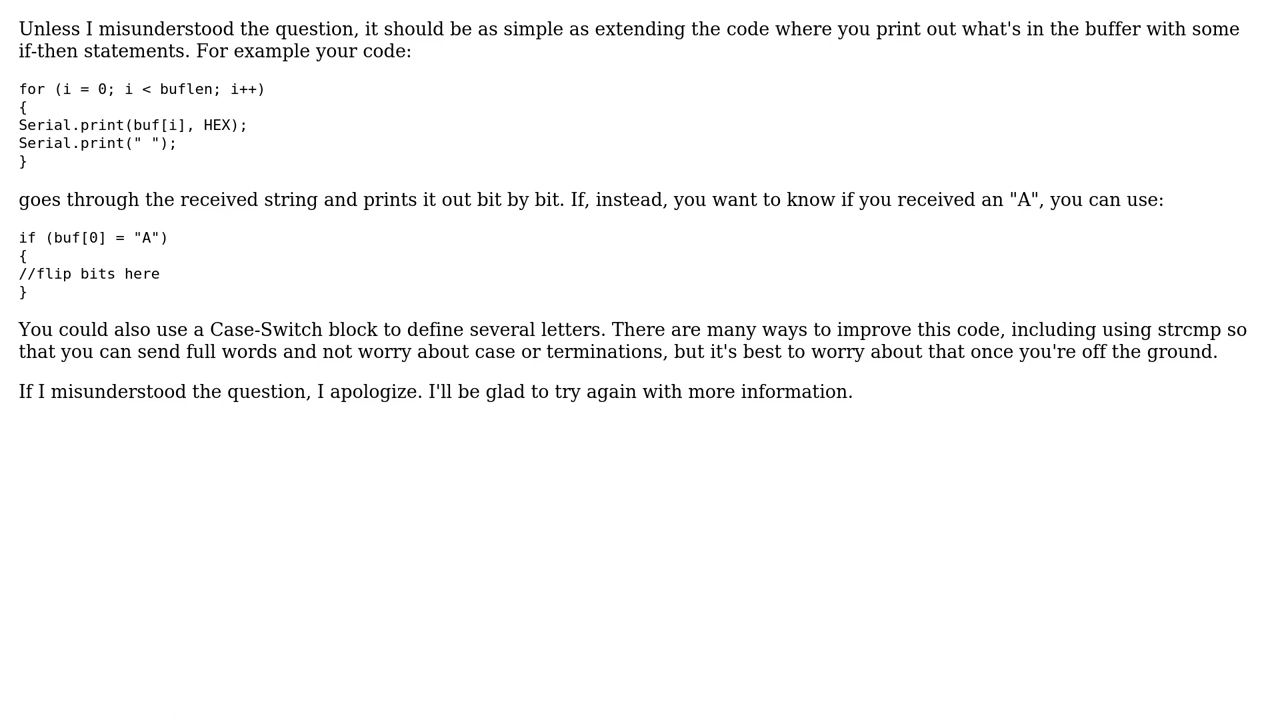 Unless I misunderstood the question, it should be as simple as extending the code where you print out what's in the buffer with some
if-then statements. For example your code:
for (i = 0; i < buflen; i++)
{
Serial.print(buf[i], HEX);
Serial.print(" ");
}
goes through the received string and prints it out bit by bit. If, instead, you want to know if you received an "A", you can use:
if (buf[0] = "A")
{
//flip bits here
}
You could also use a Case-Switch block to define several letters. There are many ways to improve this code, including using strcmp so
that you can send full words and not worry about case or terminations, but it's best to worry about that once you're off the ground.
If I misunderstood the question, I apologize. I'll be glad to try again with more information.